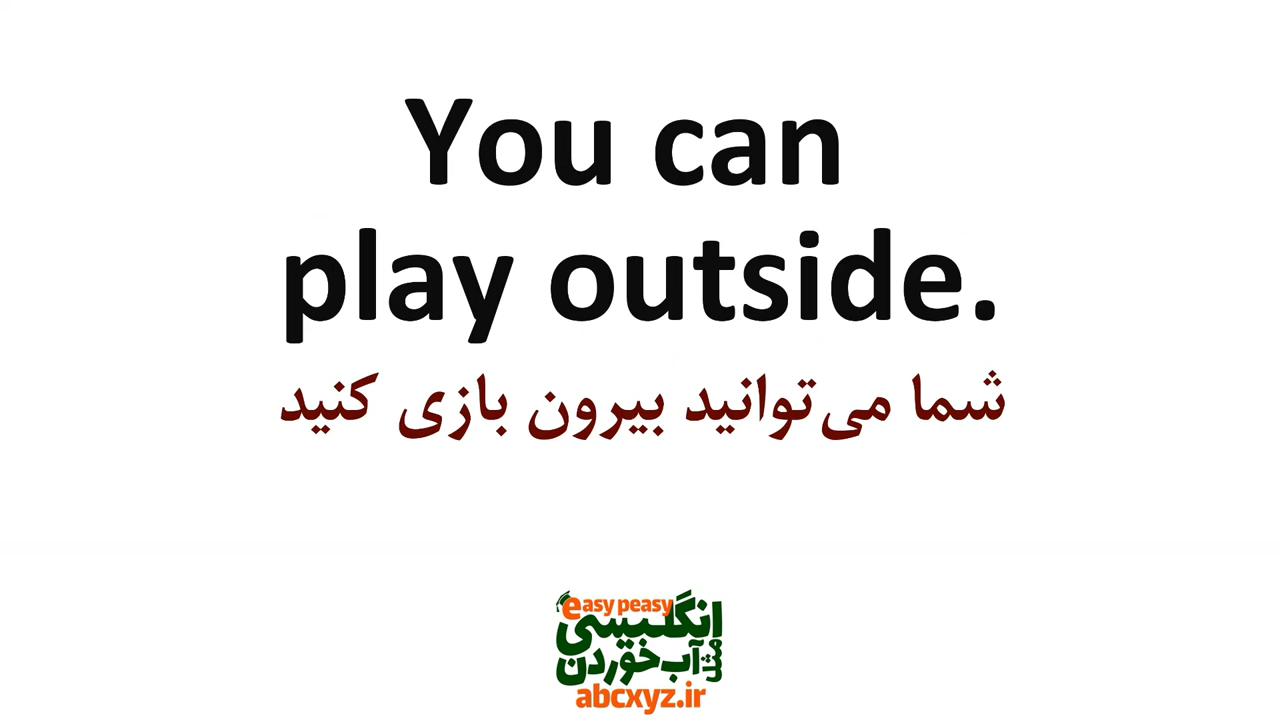 You can
play outside.
شما می‌توانید بیرون بازی کنید
easy peasy
انگلیسی
مثل آب خوردن
abcxyz.ir